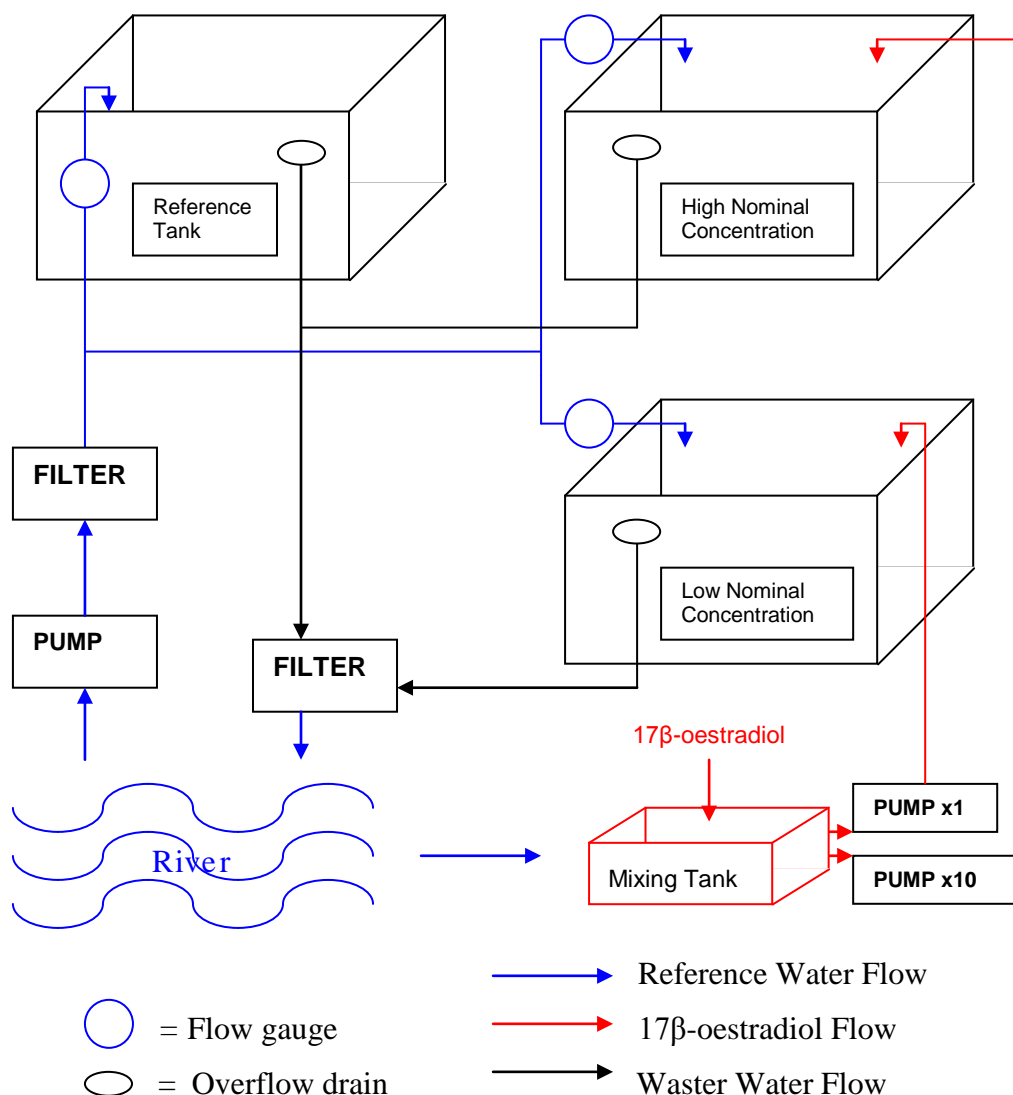 Reference
Tank
High Nominal
Concentration
FILTER
PUMP
Low Nominal
Concentration
FILTER
17β-oestradiol
PUMP x1
River
Mixing Tank
PUMP x10
Reference Water Flow
= Flow gauge
17β-oestradiol Flow
= Overflow drain
Waster Water Flow